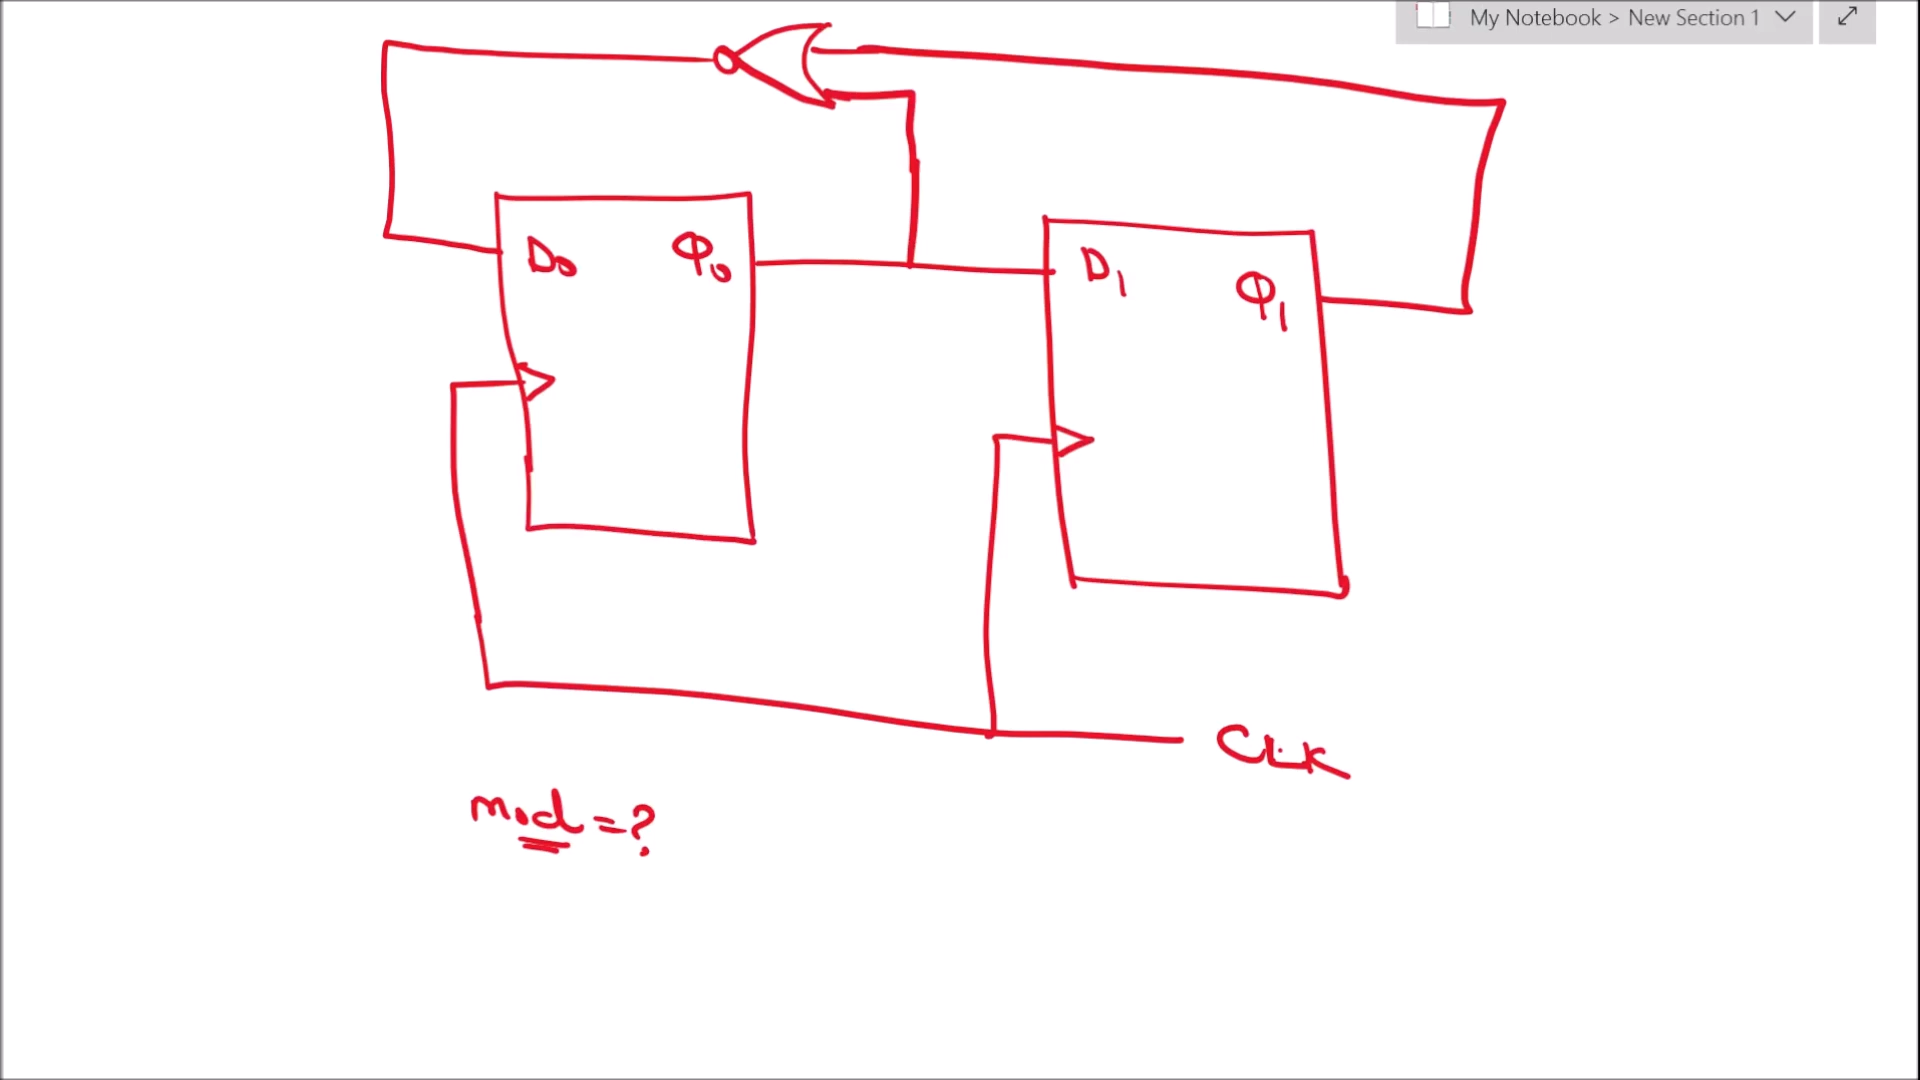 My Notebook > New Section 1
D0 Q0
D1
Q1
CLK
mod = ?